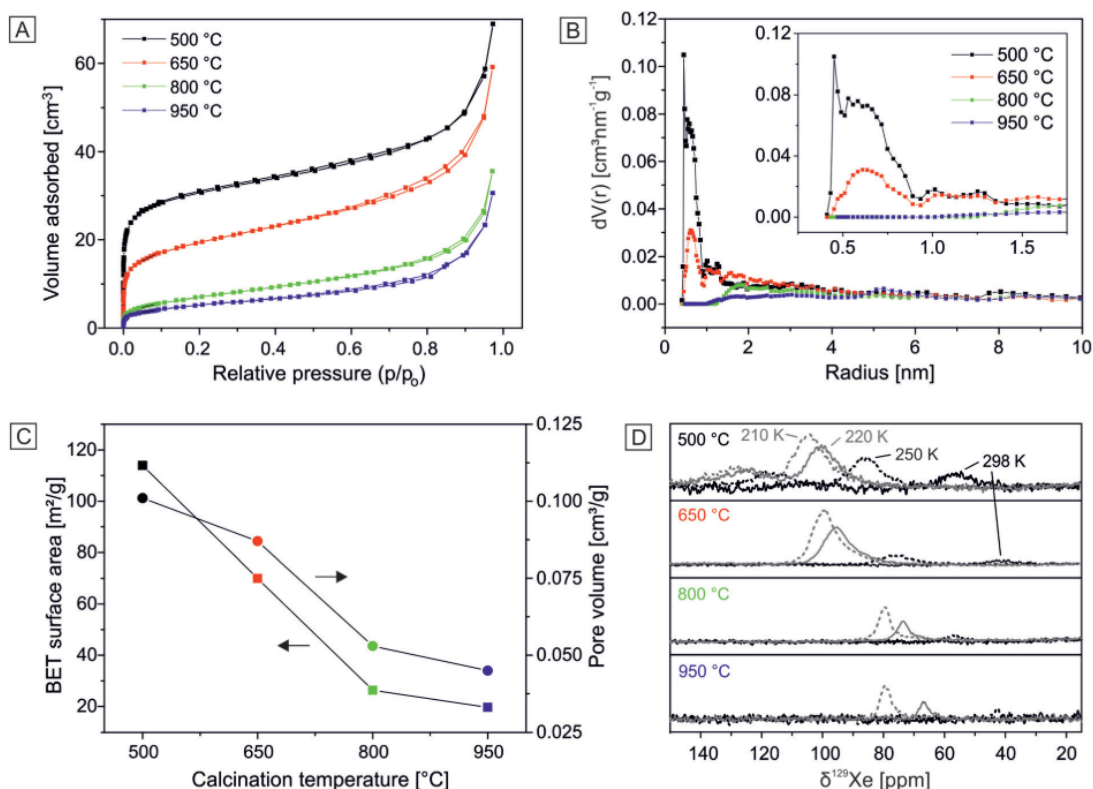 A
500 °C
650 °C
800 °C
950 °C
Volume adsorbed [cm³]
60
40
20
0
0.0 0.2 0.4 0.6 0.8 1.0
Relative pressure (p/p₀)
B
dV(r) [cm³nm⁻¹g⁻¹]
0.12
0.10
0.08
0.06
0.04
0.02
0.00
0 2 4 6 8 10
Radius [nm]
0.12
0.08
0.04
0.00
0.5 1.0 1.5
500 °C
650 °C
800 °C
950 °C
C
BET surface area [m²/g]
120
100
80
60
40
20
500 650 800 950
Calcination temperature [°C]
0.125
0.100
0.075
0.050
0.025
Pore volume [cm³/g]
D
500 °C
210 K
220 K
250 K
298 K
650 °C
800 °C
950 °C
140 120 100 80 60 40 20
δ¹²⁹Xe [ppm]